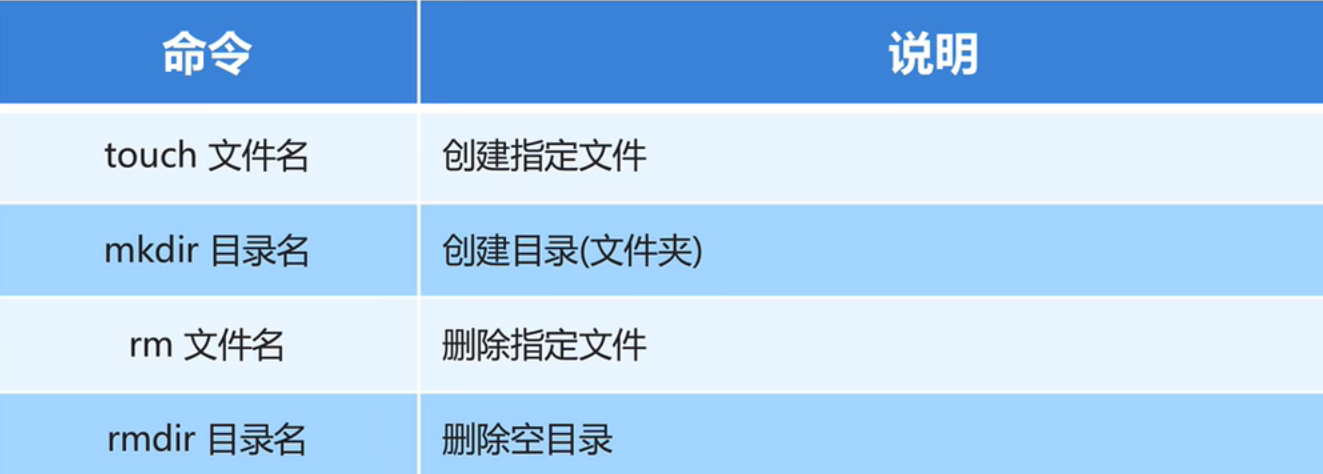 命令 说明
touch 文件名 创建指定文件
mkdir 目录名 创建目录(文件夹)
rm 文件名 删除指定文件
rmdir 目录名 删除空目录